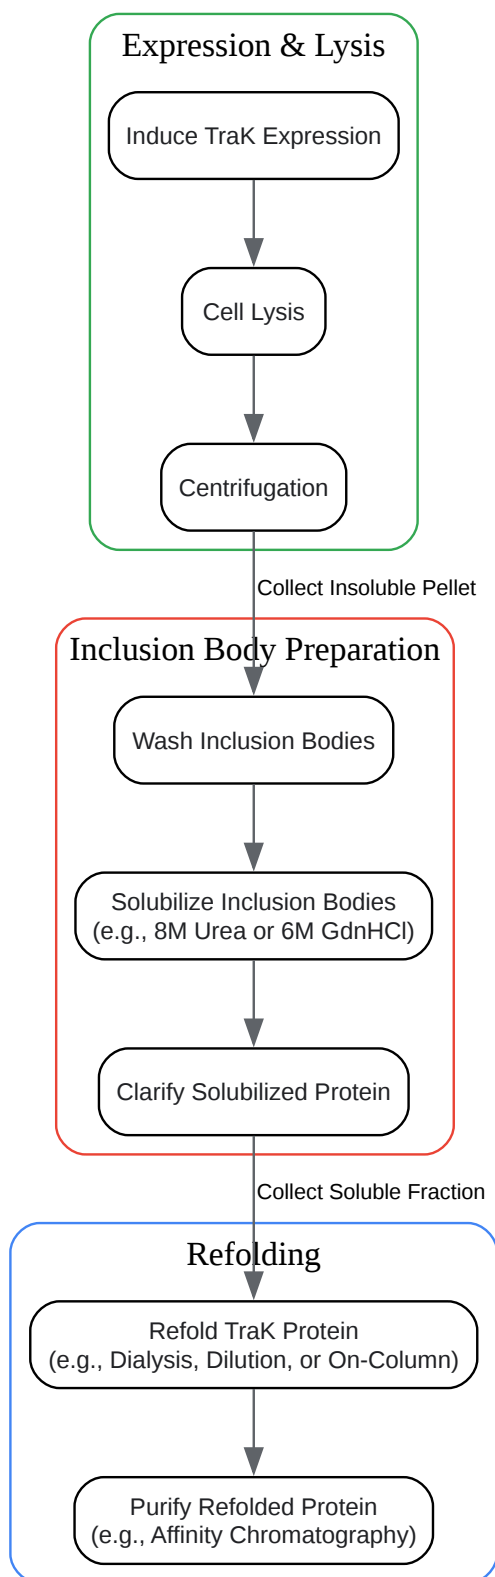 Expression & Lysis
Induce TraK Expression
Cell Lysis
Centrifugation
Collect Insoluble Pellet
Inclusion Body Preparation
Wash Inclusion Bodies
Solubilize Inclusion Bodies
(e.g., 8M Urea or 6M GdnHCl)
Clarify Solubilized Protein
Collect Soluble Fraction
Refolding
Refold TraK Protein
(e.g., Dialysis, Dilution, or On-Column)
Purify Refolded Protein
(e.g., Affinity Chromatography)